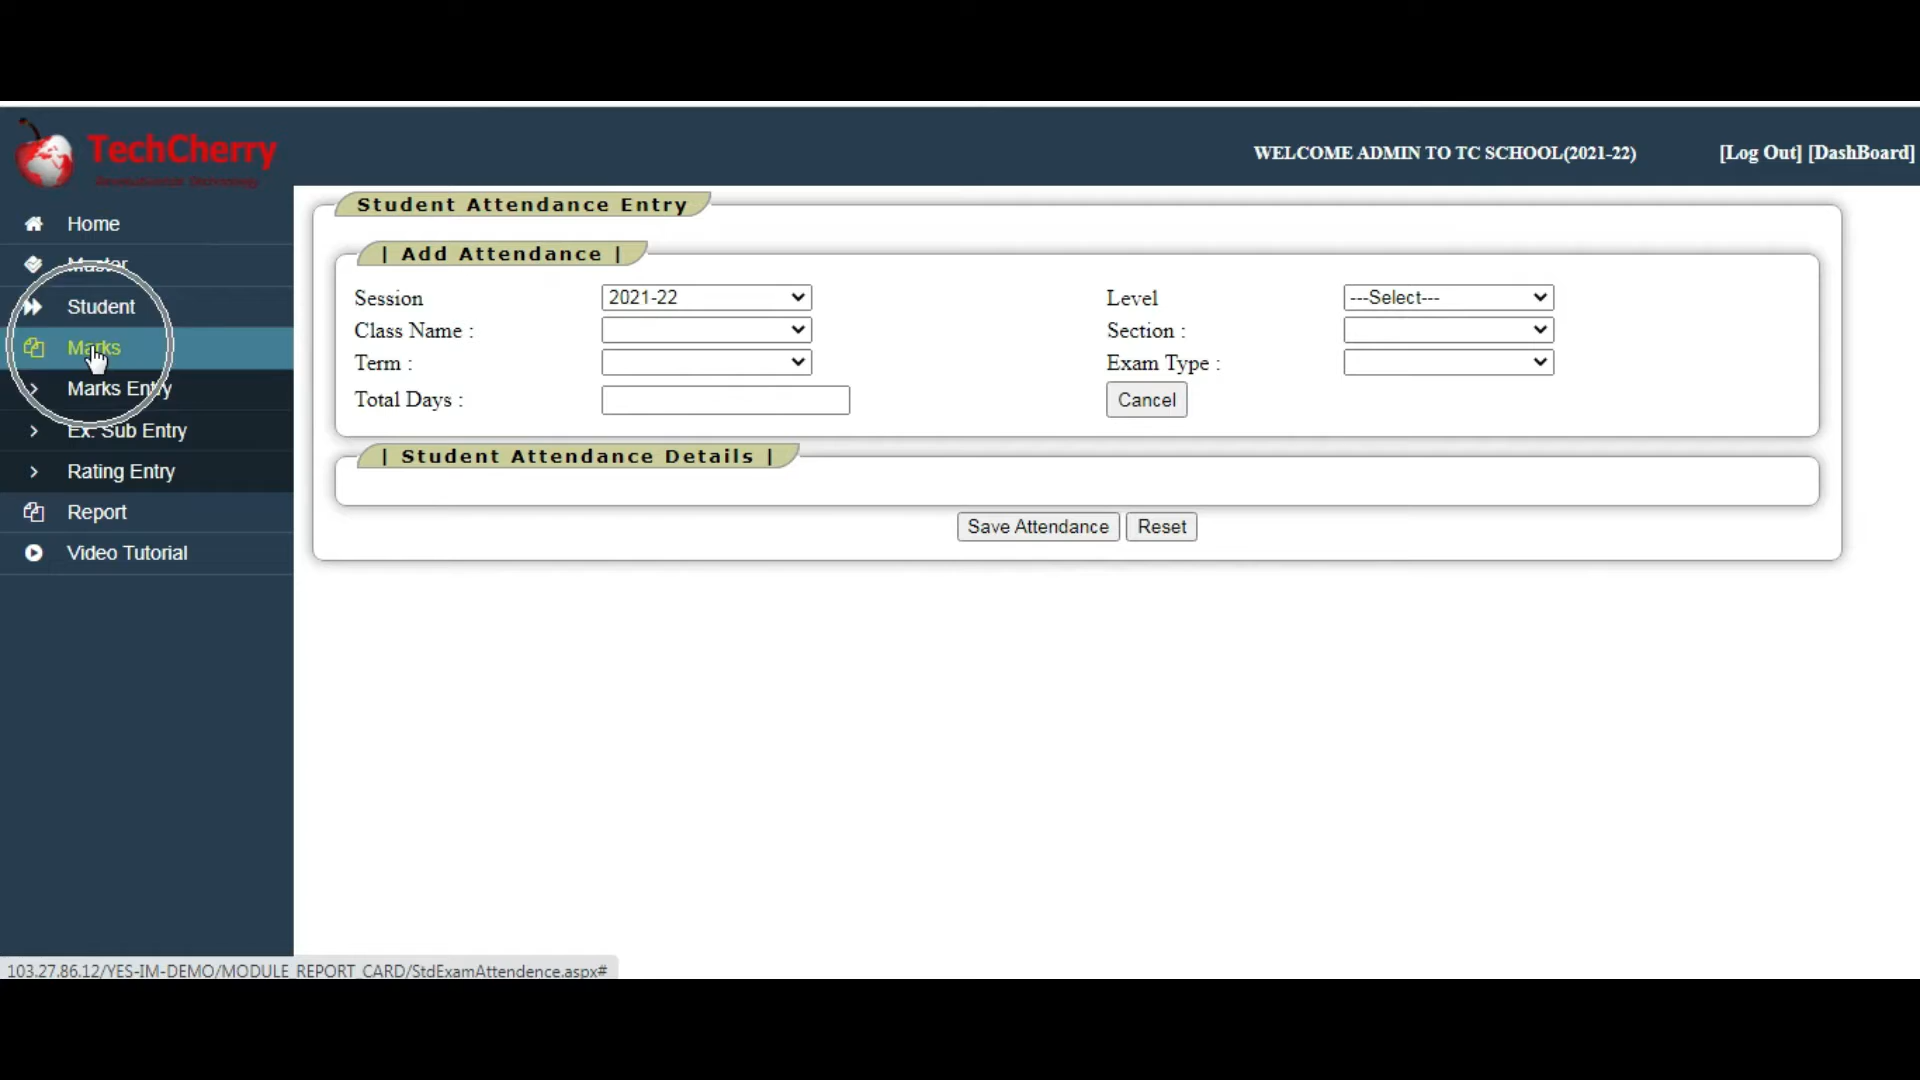 TechCherry
WELCOME ADMIN TO TC SCHOOL(2021-22)
[Log Out] [DashBoard]
Home
Master
Student
Marks
Marks Entry
Ex. Sub Entry
Rating Entry
Report
Video Tutorial
Student Attendance Entry
| Add Attendance |
Session 2021-22 Level ---Select---
Class Name : Section :
Term : Exam Type :
Total Days : Cancel
| Student Attendance Details |
Save Attendance Reset
103.27.86.12/YES-IM-DEMO/MODULE_REPORT_CARD/StdExamAttendence.aspx#